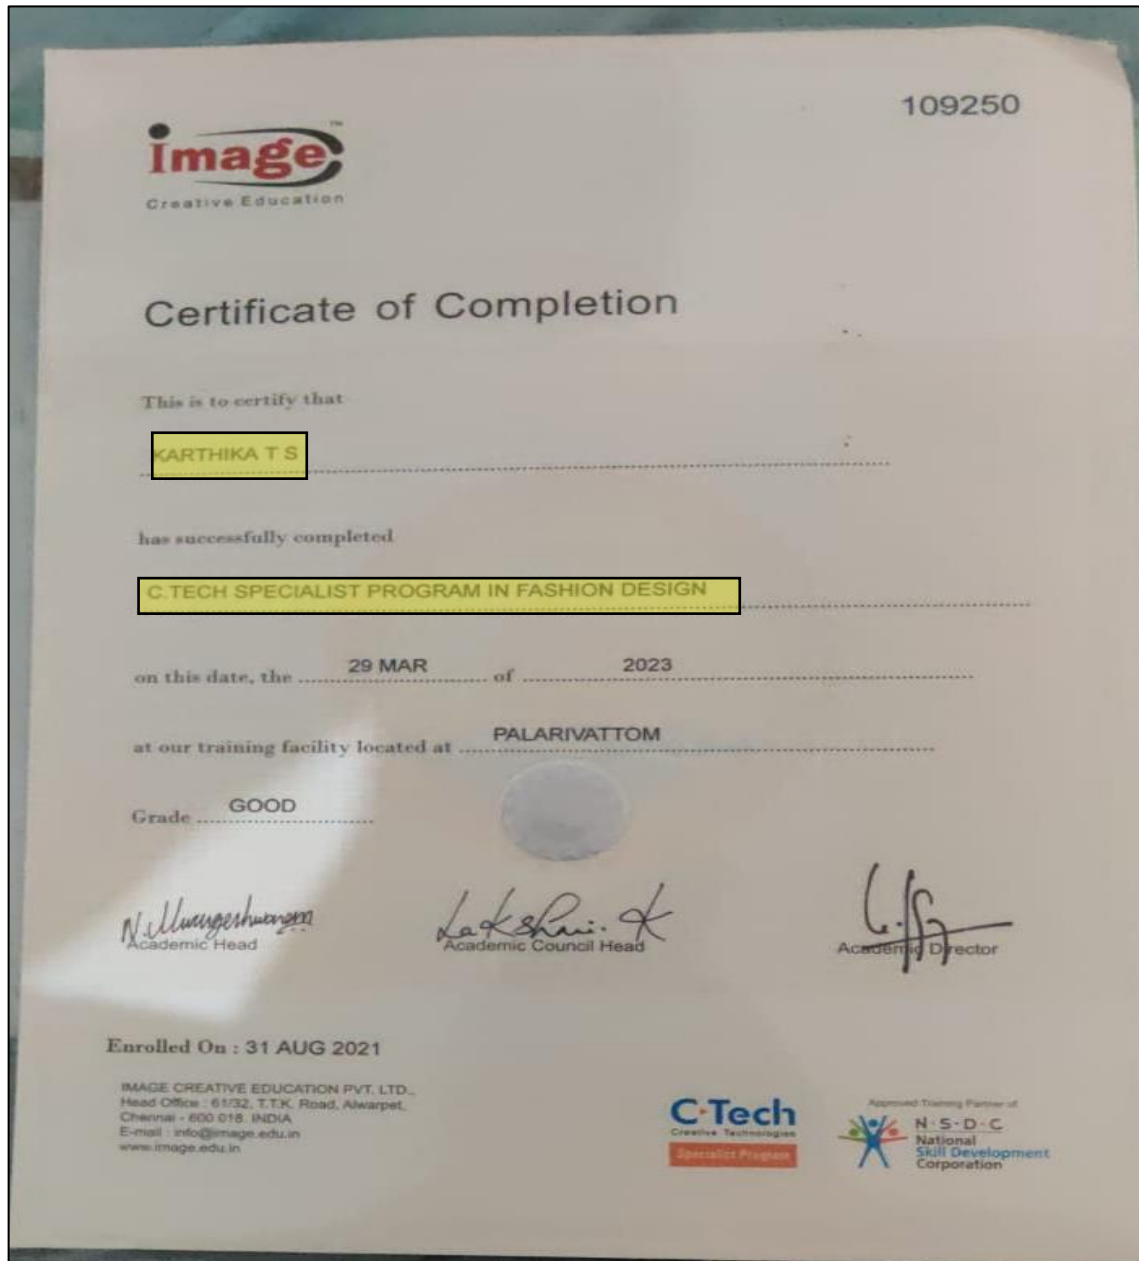 109250
Image
TM
Creative Education
Certificate of Completion
This is to certify that
KARTHIKA T S
has successfully completed
C.TECH SPECIALIST PROGRAM IN FASHION DESIGN
on this date, the 29 MAR of 2023
at our training facility located at PALARIVATTOM
Grade GOOD
N. Murugeshwaran Lakshmi. K
Academic Head Academic Council Head Academic Director
Enrolled On : 31 AUG 2021
IMAGE CREATIVE EDUCATION PVT. LTD.,
Head Office : 61/32, T.T.K. Road, Alwarpet,
Chennai - 600 018. INDIA
E-mail : info@image.edu.in
www.image.edu.in
C·Tech
Creative Technologies
Specialist Program
Approved Training Partner of
N·S·D·C
National
Skill Development
Corporation